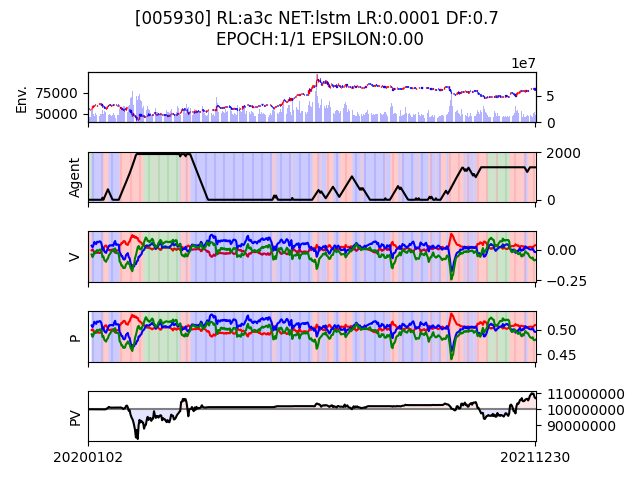 [005930] RL:a3c NET:lstm LR:0.0001 DF:0.7
EPOCH:1/1 EPSILON:0.00
1e7
Env.
75000
50000
5
0
Agent
2000
0
V
0.00
−0.25
P
0.50
0.45
PV
110000000
100000000
90000000
20200102
20211230